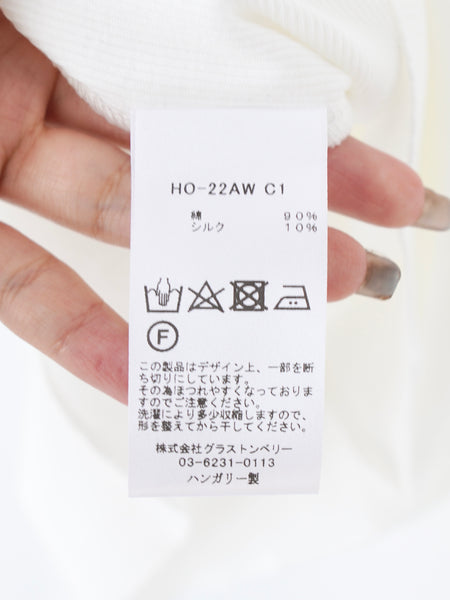 HO-22AW C1
綿 90%
シルク 10%
F
この製品はデザイン上、一部を断
ち切りにしています。
その為ほつれやすくなっておりま
すのでご注意ください。
洗濯により多少収縮しますので、
形を整えてから干してください。
株式会社グラストンベリー
03-6231-0113
ハンガリー製